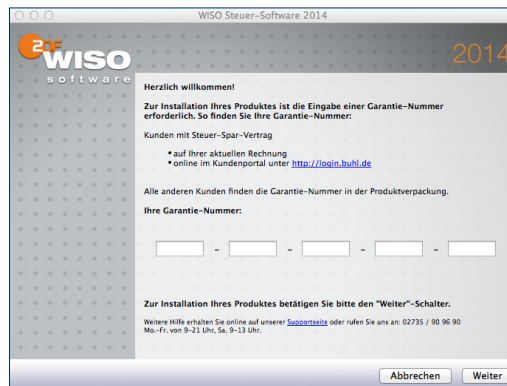 WISO Steuer-Software 2014
ZDF
WISO
software
2014
Herzlich willkommen!
Zur Installation Ihres Produktes ist die Eingabe einer Garantie-Nummer
erforderlich. So finden Sie Ihre Garantie-Nummer:
Kunden mit Steuer-Spar-Vertrag
• auf Ihrer aktuellen Rechnung
• online im Kundenportal unter http://login.buhl.de
Alle anderen Kunden finden die Garantie-Nummer in der Produktverpackung.
Ihre Garantie-Nummer:
- - - -
Zur Installation Ihres Produktes betätigen Sie bitte den "Weiter"-Schalter.
Weitere Hilfe erhalten Sie online auf unserer Supportseite oder rufen Sie uns an: 02735 / 90 96 90
Mo.-Fr. von 9-21 Uhr, Sa. 9-13 Uhr.
Abbrechen Weiter